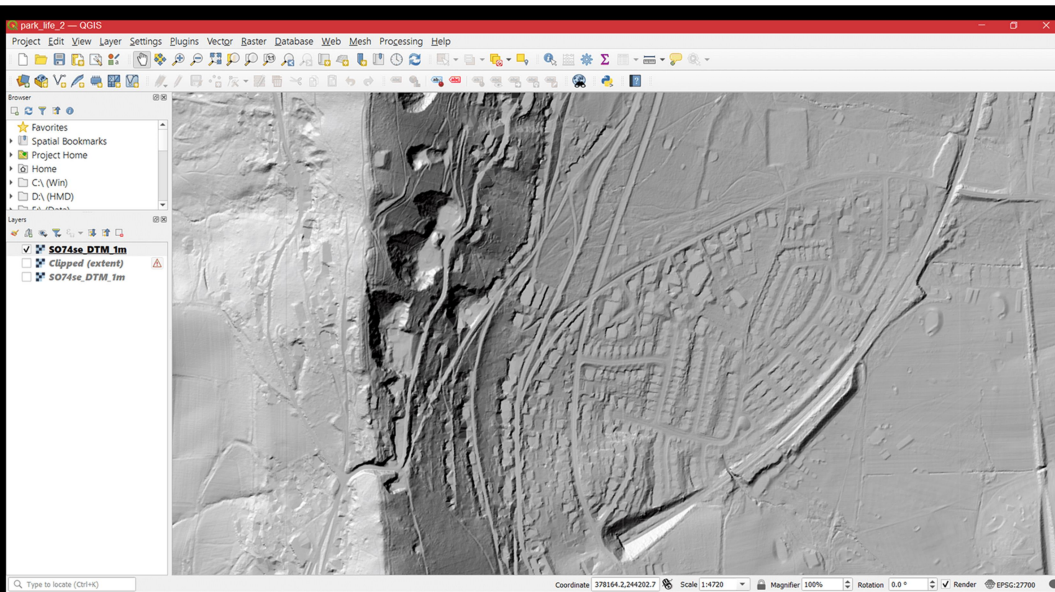 park_life_2 — QGIS
Project Edit View Layer Settings Plugins Vector Raster Database Web Mesh Processing Help
Browser
Favorites
Spatial Bookmarks
Project Home
Home
C:\ (Win)
D:\ (HMD)
Layers
SO74se_DTM_1m
Clipped (extent)
SO74se_DTM_1m
Type to locate (Ctrl+K)
Coordinate 378164.2,244202.7 Scale 1:4720 Magnifier 100% Rotation 0.0 ° Render EPSG:27700